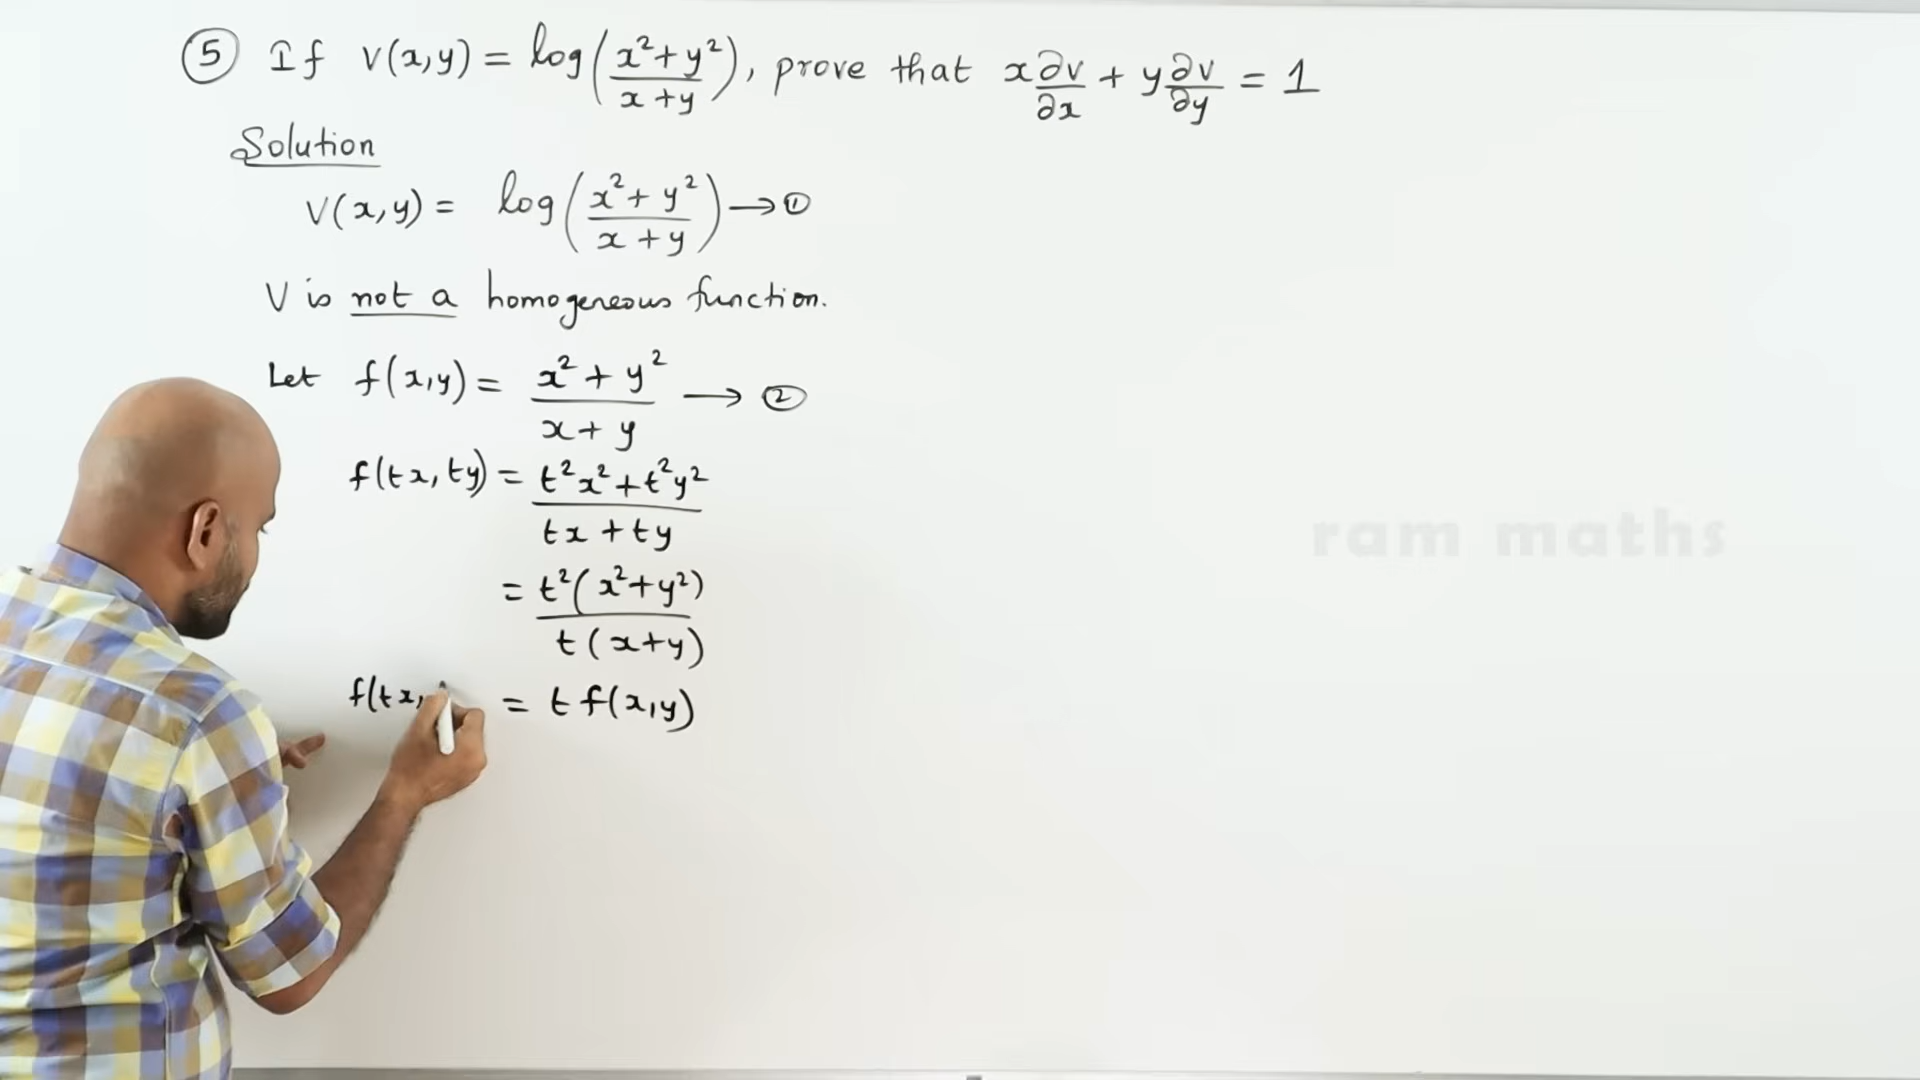 ⑤ If V(x,y) = log(x²+y² / x+y), prove that x ∂v/∂x + y ∂v/∂y = 1
Solution
V(x,y) = log(x²+y² / x+y) → ①
V is not a homogeneous function.
Let f(x,y) = x²+y² / x+y → ②
f(tx, ty) = t²x²+t²y² / tx+ty
= t²(x²+y²) / t(x+y)
f(tx, = t f(x,y)
ram maths